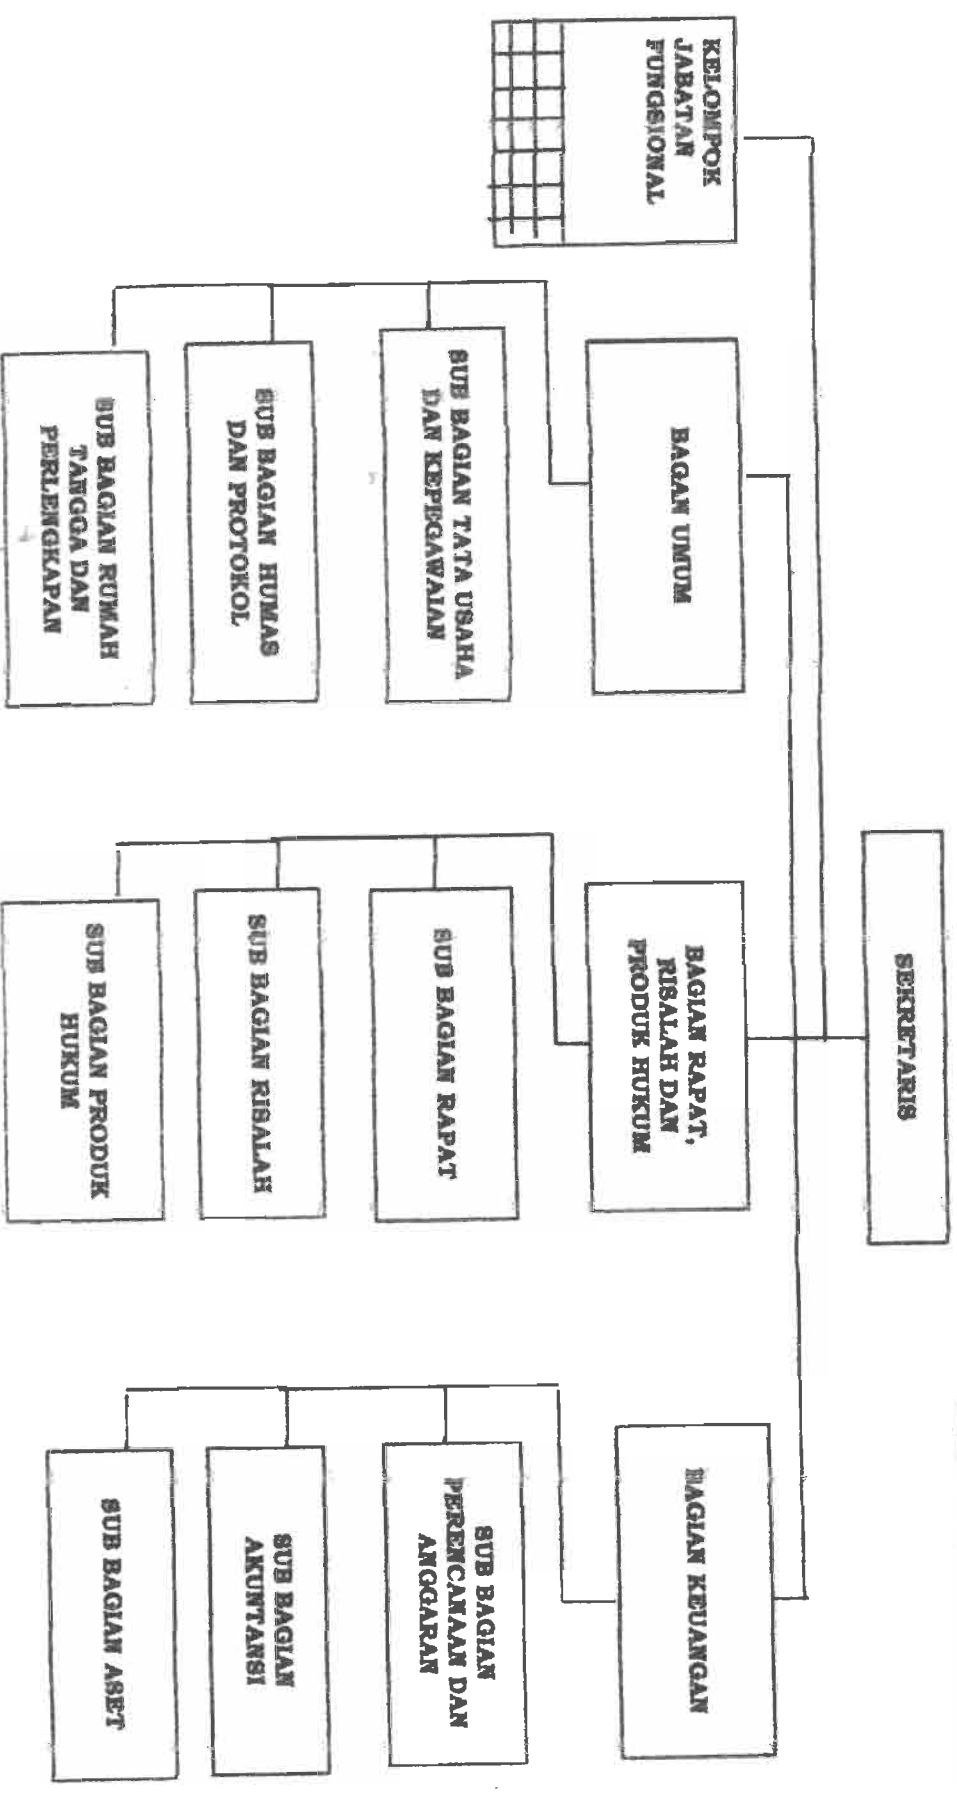 SEKRETARIS
KELOMPOK
JABATAN
FUNGSIONAL
BAGAN UMUM
BAGIAN RAPAT,
RISALAH DAN
PRODUK HUKUM
BAGIAN KEUANGAN
SUB BAGIAN TATA USAHA
DAN KEPEGAWAIAN
SUB BAGIAN RAPAT
SUB BAGIAN
PERENCANAAN DAN
ANGGARAN
SUB BAGIAN HUMAS
DAN PROTOKOL
SUB BAGIAN RISALAH
SUB BAGIAN
AKUNTANSI
SUB BAGIAN RUMAH
TANGGA DAN
PERLENGKAPAN
SUB BAGIAN PRODUK
HUKUM
SUB BAGIAN ASET